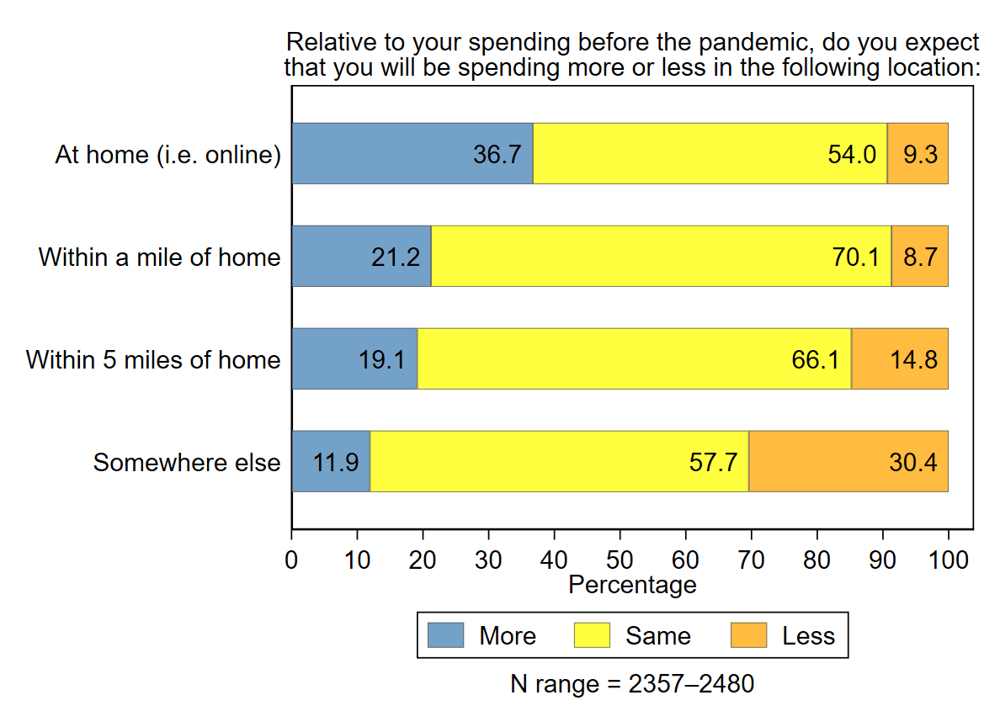 Relative to your spending before the pandemic, do you expect
that you will be spending more or less in the following location:
At home (i.e. online)
36.7
54.0
9.3
Within a mile of home
21.2
70.1
8.7
Within 5 miles of home
19.1
66.1
14.8
Somewhere else
11.9
57.7
30.4
0 10 20 30 40 50 60 70 80 90 100
Percentage
More Same Less
N range = 2357–2480